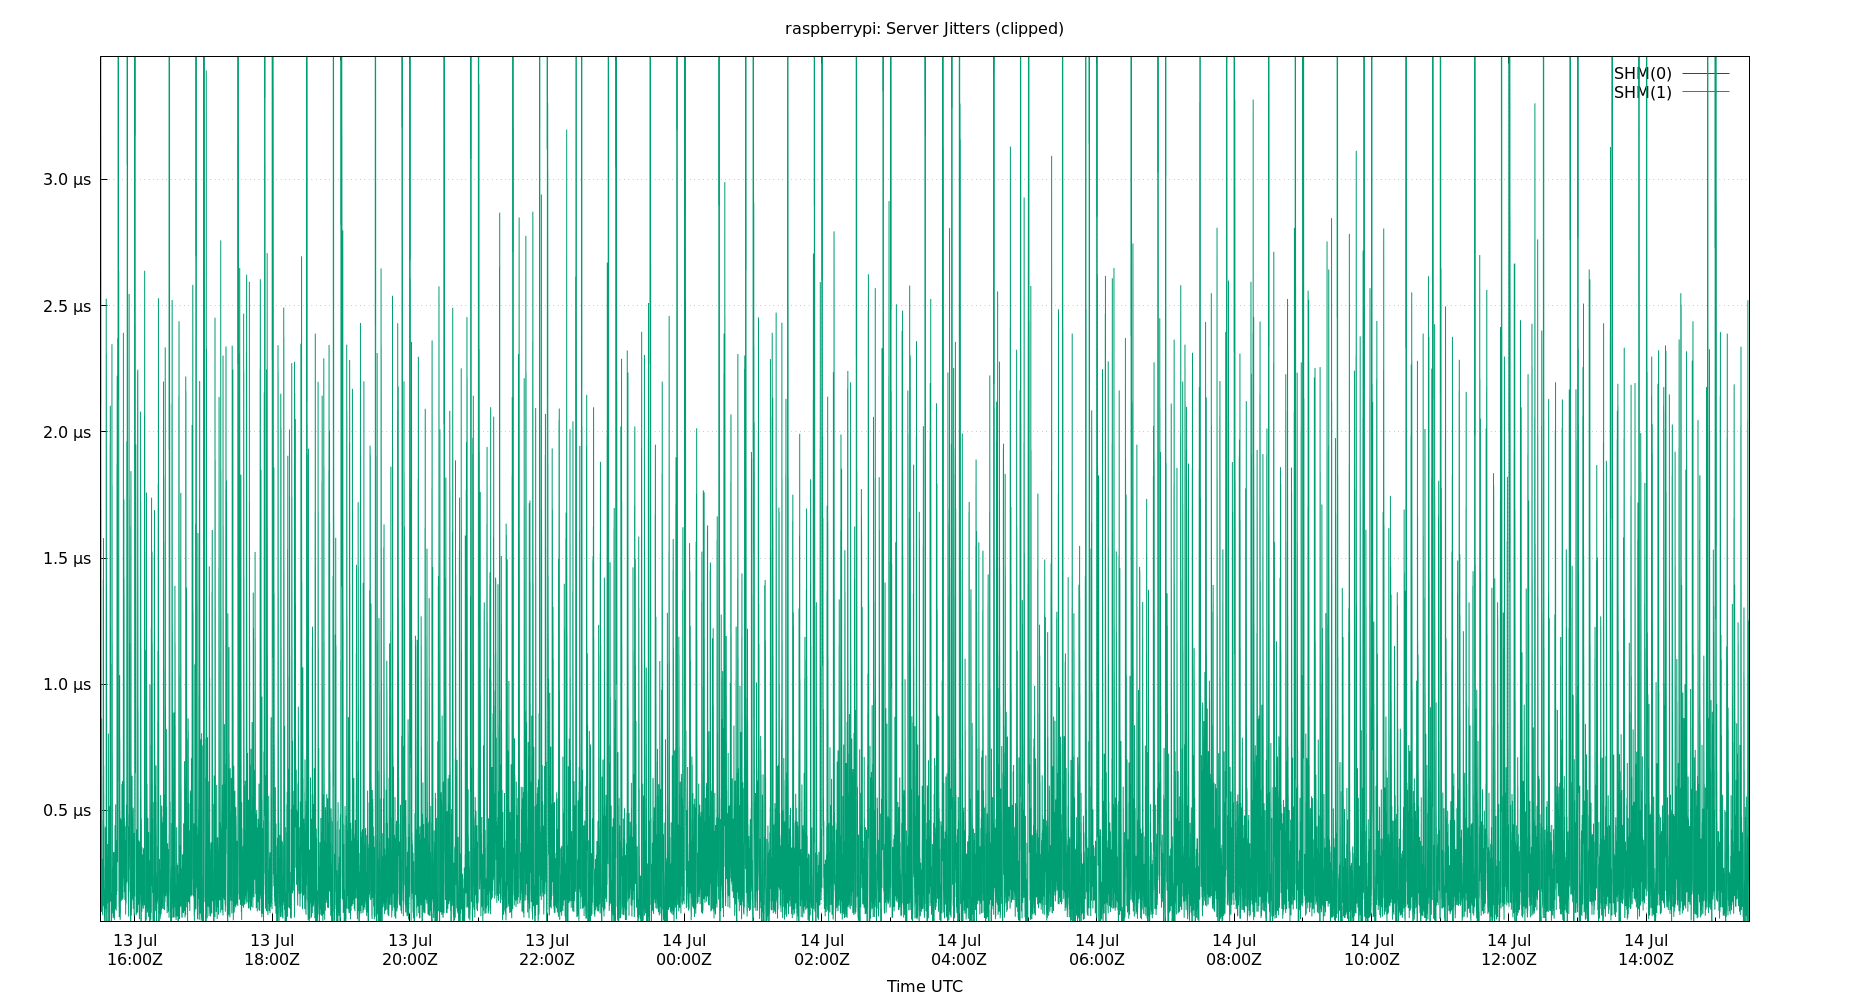 raspberrypi: Server Jitters (clipped)
SHM(0)
SHM(1)
3.0 µs
2.5 µs
2.0 µs
1.5 µs
1.0 µs
0.5 µs
13 Jul 13 Jul 13 Jul 13 Jul 14 Jul 14 Jul 14 Jul 14 Jul 14 Jul 14 Jul 14 Jul 14 Jul
16:00Z 18:00Z 20:00Z 22:00Z 00:00Z 02:00Z 04:00Z 06:00Z 08:00Z 10:00Z 12:00Z 14:00Z
Time UTC